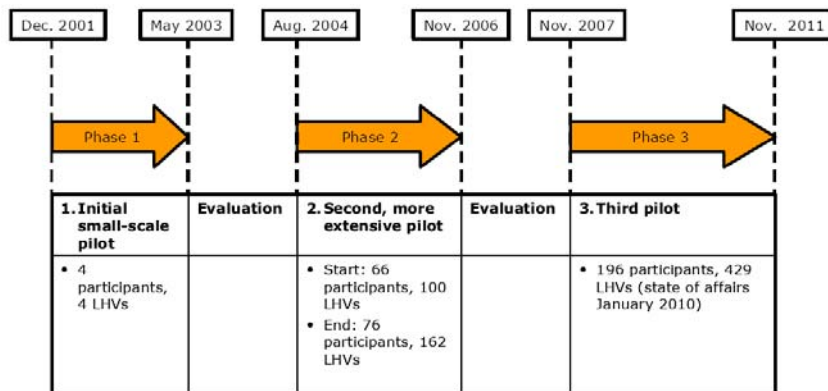 Dec. 2001
May 2003
Aug. 2004
Nov. 2006
Nov. 2007
Nov. 2011
Phase 1
Phase 2
Phase 3
1. Initial
small-scale
pilot
Evaluation
2. Second, more
extensive pilot
Evaluation
3. Third pilot
• 4
participants,
4 LHVs
• Start: 66
participants, 100
LHVs
• End: 76
participants, 162
LHVs
• 196 participants, 429
LHVs (state of affairs
January 2010)